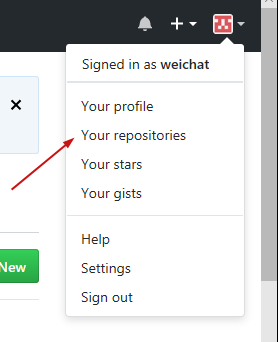 Signed in as weichat
Your profile
Your repositories
Your stars
Your gists
New
Help
Settings
Sign out